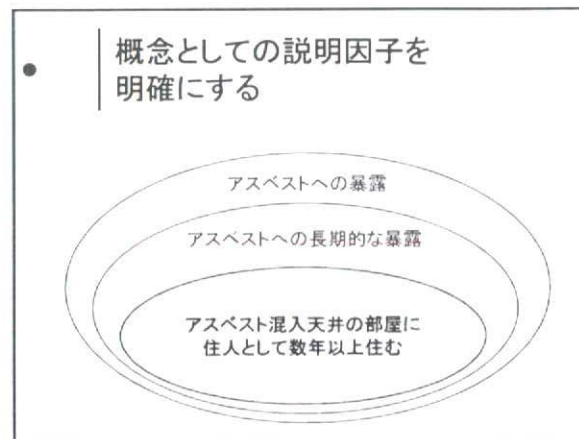 概念としての説明因子を
明確にする
アスベストへの暴露
アスベストへの長期的な暴露
アスベスト混入天井の部屋に
住人として数年以上住む